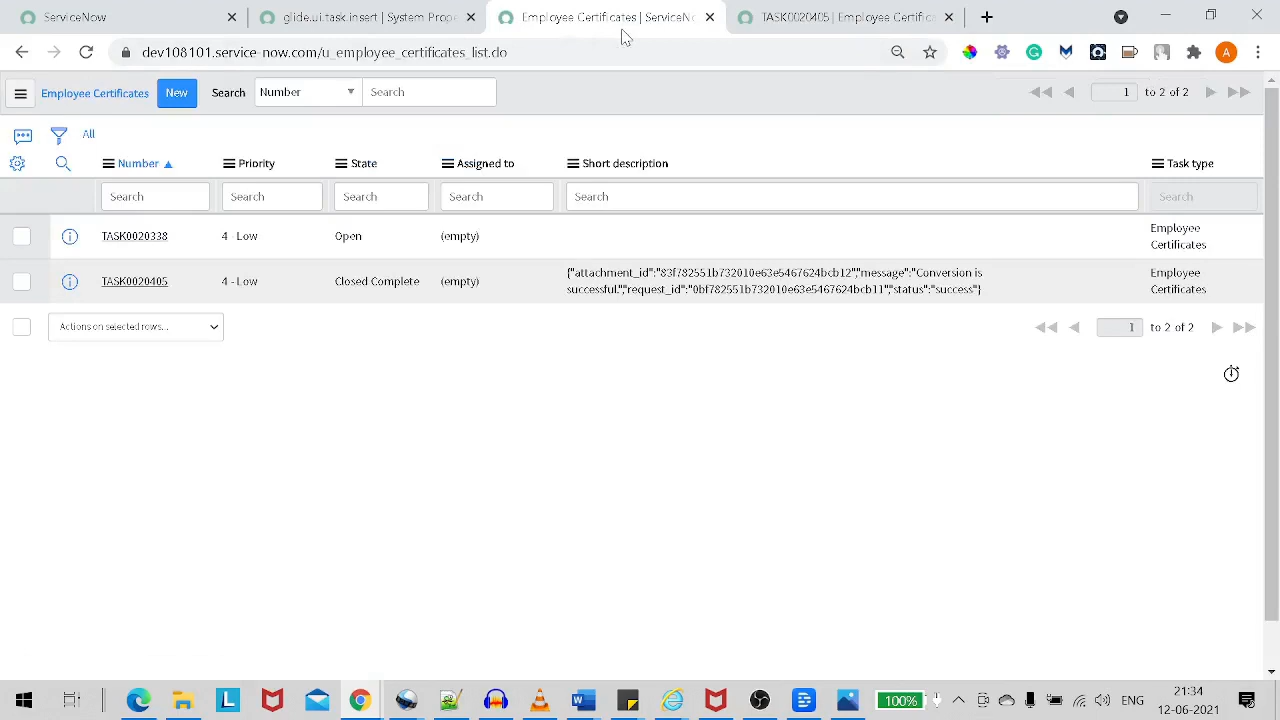 ServiceNow
glide.ui.task.insert | System Prope
Employee Certificates | ServiceNo
TASK0020405 | Employee Certific
dev108101.service-now.com/u_employee_certificates_list.do
A
Employee Certificates
New
Search
Number
Search
1
to 2 of 2
All
Number
Priority
State
Assigned to
Short description
Task type
Search
Search
Search
Search
Search
Search
TASK0020338
4 - Low
Open
(empty)
Employee
Certificates
TASK0020405
4 - Low
Closed Complete
(empty)
{"attachment_id":"83f782551b732010e63e5467624bcb12","message":"Conversion is
successful.","request_id":"0bf782551b732010e63e5467624bcb11","status":"success"}
Employee
Certificates
Actions on selected rows...
1
to 2 of 2
100%
ENG
21:34
12-06-2021